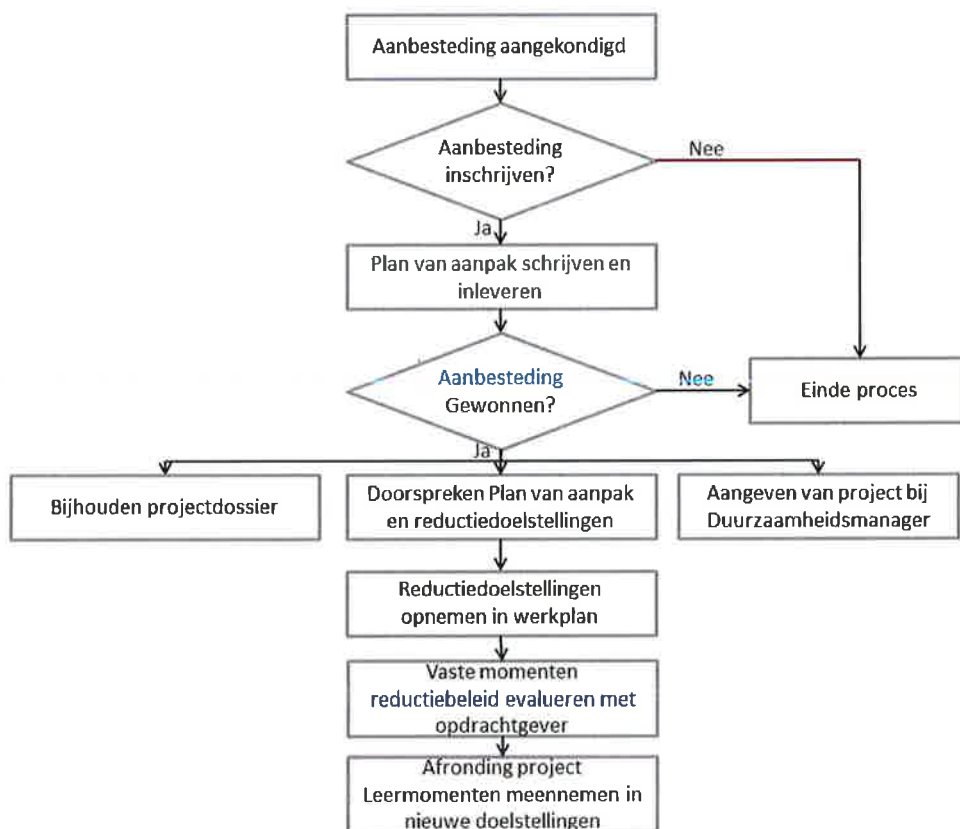 Aanbesteding aangekondigd
Aanbesteding
inschrijven?
Nee
Ja
Plan van aanpak schrijven en
inleveren
Aanbesteding
Gewonnen?
Nee
Einde proces
Ja
Bijhouden projectdossier
Doorspreken Plan van aanpak
en reductiedoelstellingen
Aangeven van project bij
Duurzaamheidsmanager
Reductiedoelstellingen
opnemen in werkplan
Vaste momenten
reductiebeleid evalueren met
opdrachtgever
Afronding project
Leermomenten meennemen in
nieuwe doelstellingen